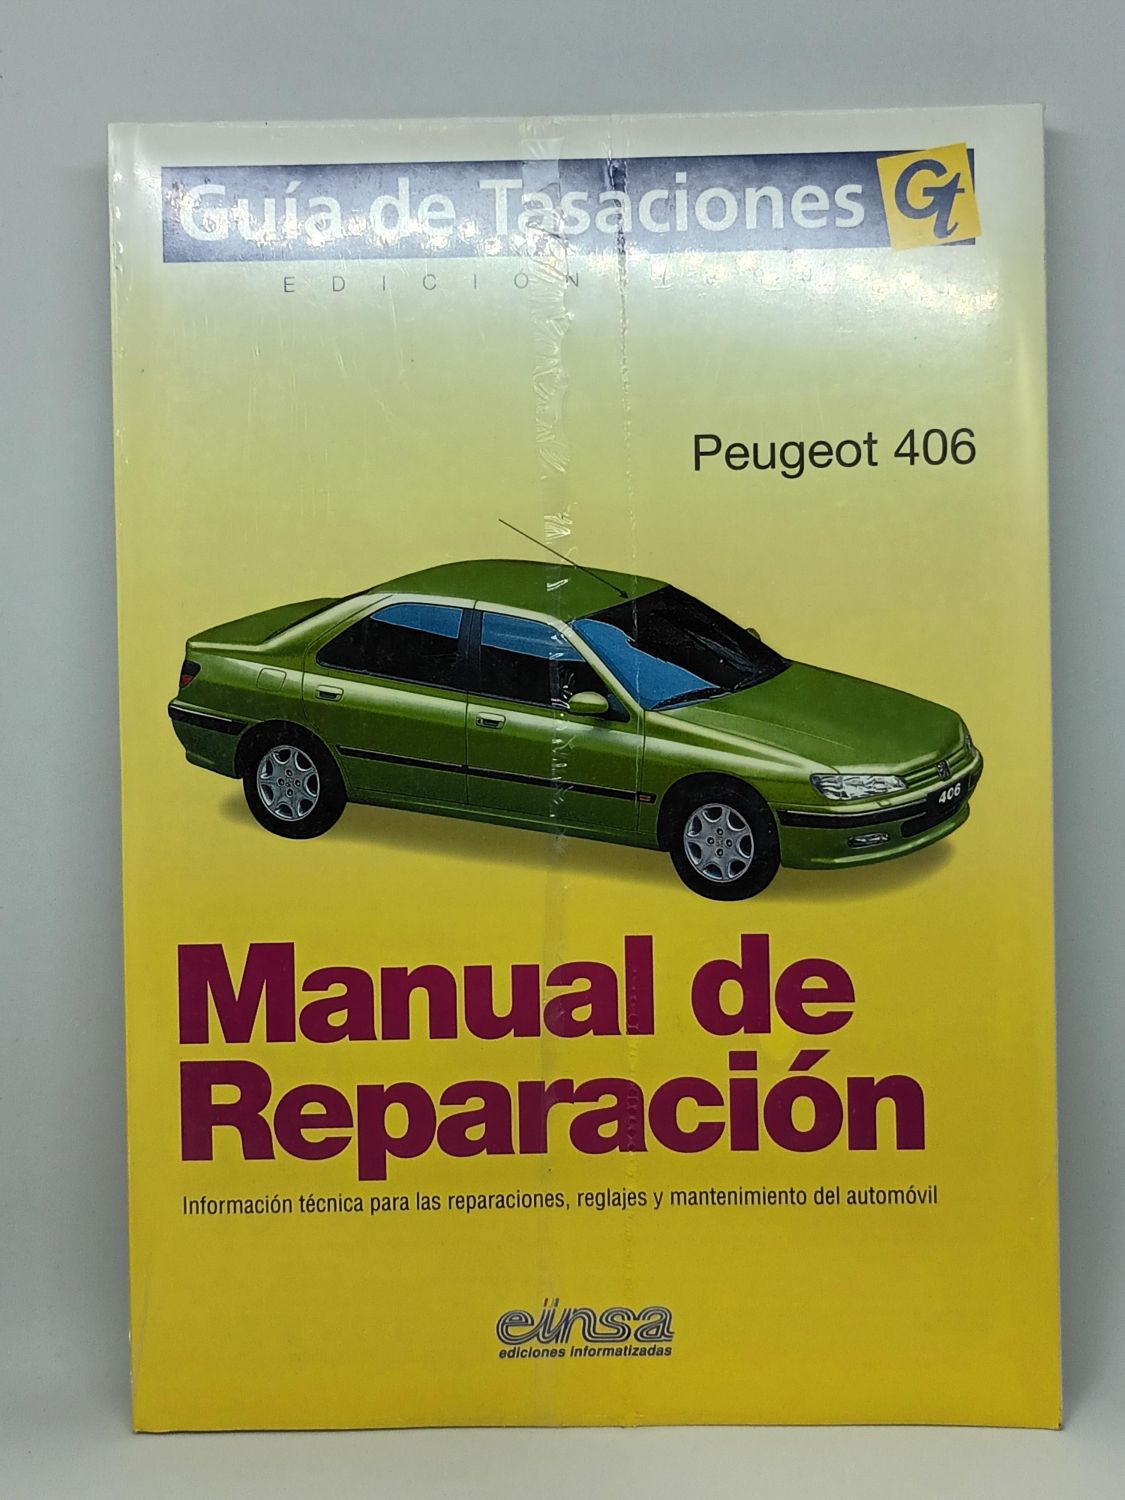 Guía de Tasaciones
Gt
EDICION
Peugeot 406
406
Manual de
Reparación
Información técnica para las reparaciones, reglajes y mantenimiento del automóvil
einsa
ediciones informatizadas